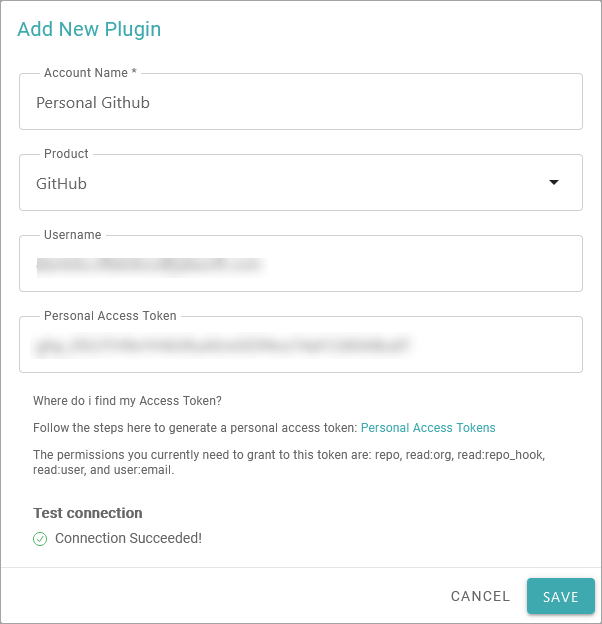 Add New Plugin
Account Name *
Personal Github
Product
GitHub
Username
Personal Access Token
Where do i find my Access Token?
Follow the steps here to generate a personal access token: Personal Access Tokens
The permissions you currently need to grant to this token are: repo, read:org, read:repo_hook,
read:user, and user:email.
Test connection
Connection Succeeded!
CANCEL
SAVE